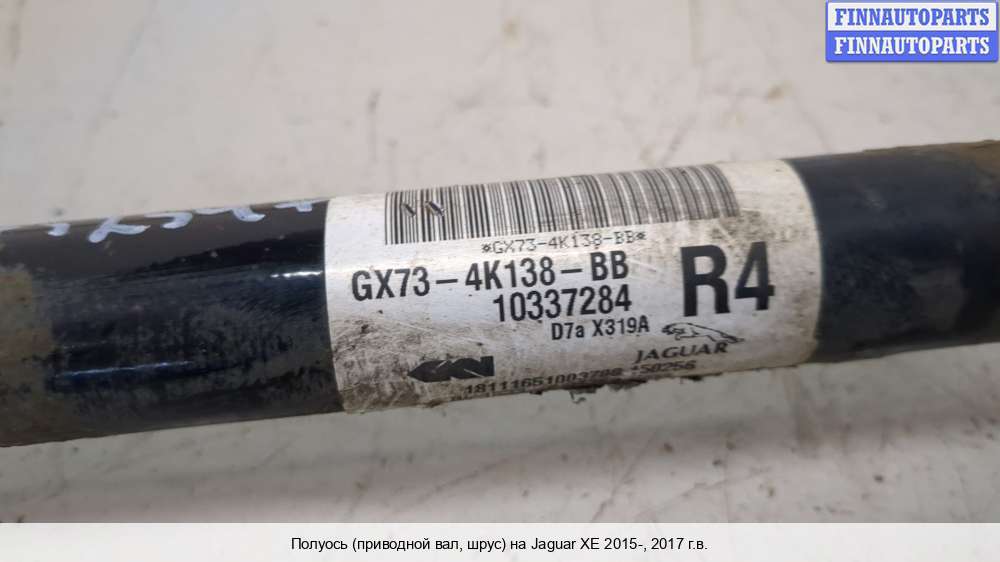 FINNAUTOPARTS
FINNAUTOPARTS
*GX73-4K138-BB*
GX73-4K138-BB
10337284
R4
D7a X319A
GKN
JAGUAR
Полуось (приводной вал, шрус) на Jaguar XE 2015-, 2017 г.в.